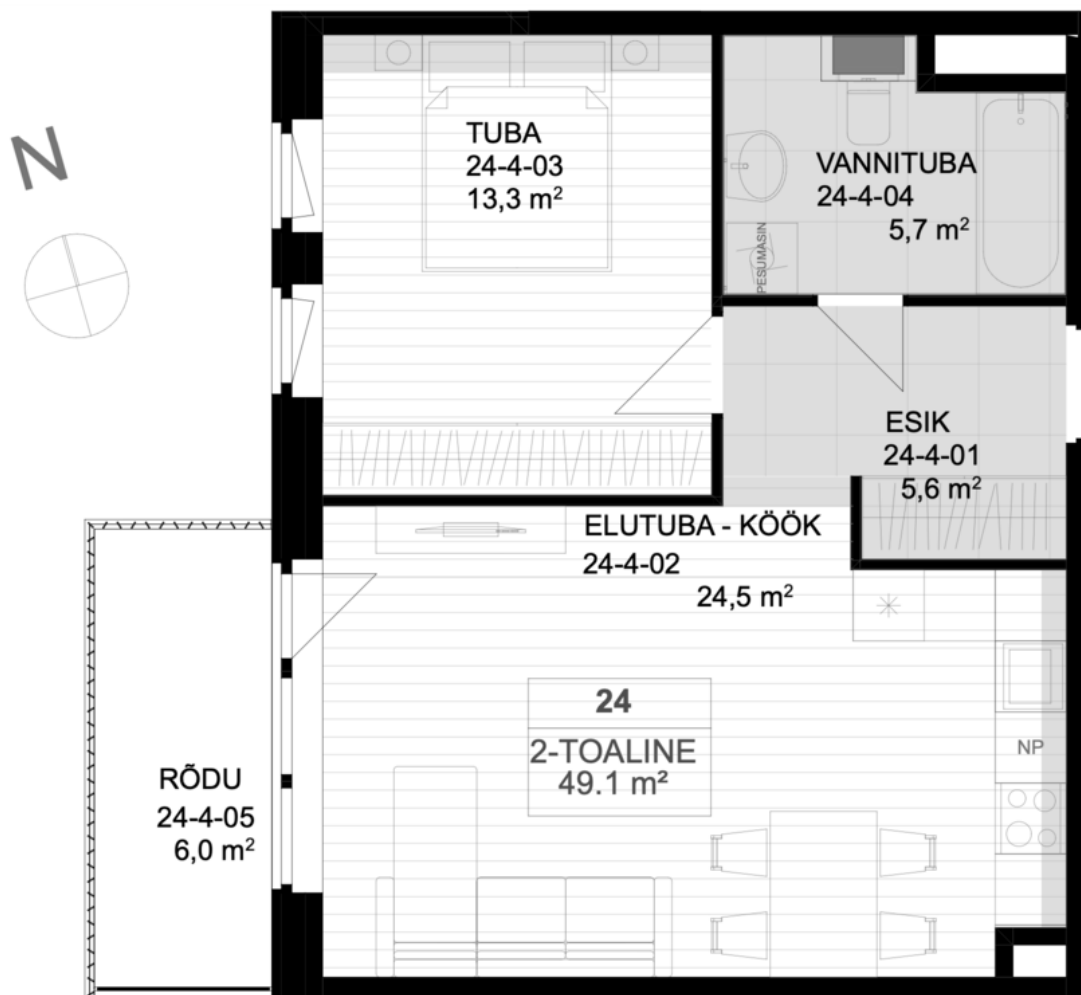 N
TUBA
24-4-03
13,3 m²
VANNITUBA
24-4-04
5,7 m²
PESUMASIN
ESIK
24-4-01
5,6 m²
ELUTUBA - KÖÖK
24-4-02
24,5 m²
24
2-TOALINE
49.1 m²
NP
RÕDU
24-4-05
6,0 m²